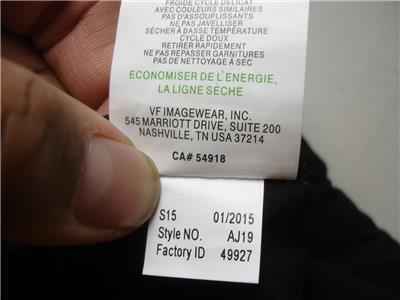 FROIDE CYCLE DÉLICAT
AVEC COULEURS SIMILAIRES
PAS D'ASSOUPLISSANTS
NE PAS JAVELLISER
SÉCHER À BASSE TEMPÉRATURE
CYCLE DOUX
RETIRER RAPIDEMENT
NE PAS REPASSER GARNITURES
PAS DE NETTOYAGE À SEC
ECONOMISER DE L'ENERGIE,
LA LIGNE SÈCHE
VF IMAGEWEAR, INC.
545 MARRIOTT DRIVE, SUITE 200
NASHVILLE, TN USA 37214
CA# 54918
S15 01/2015
Style NO. AJ19
Factory ID 49927